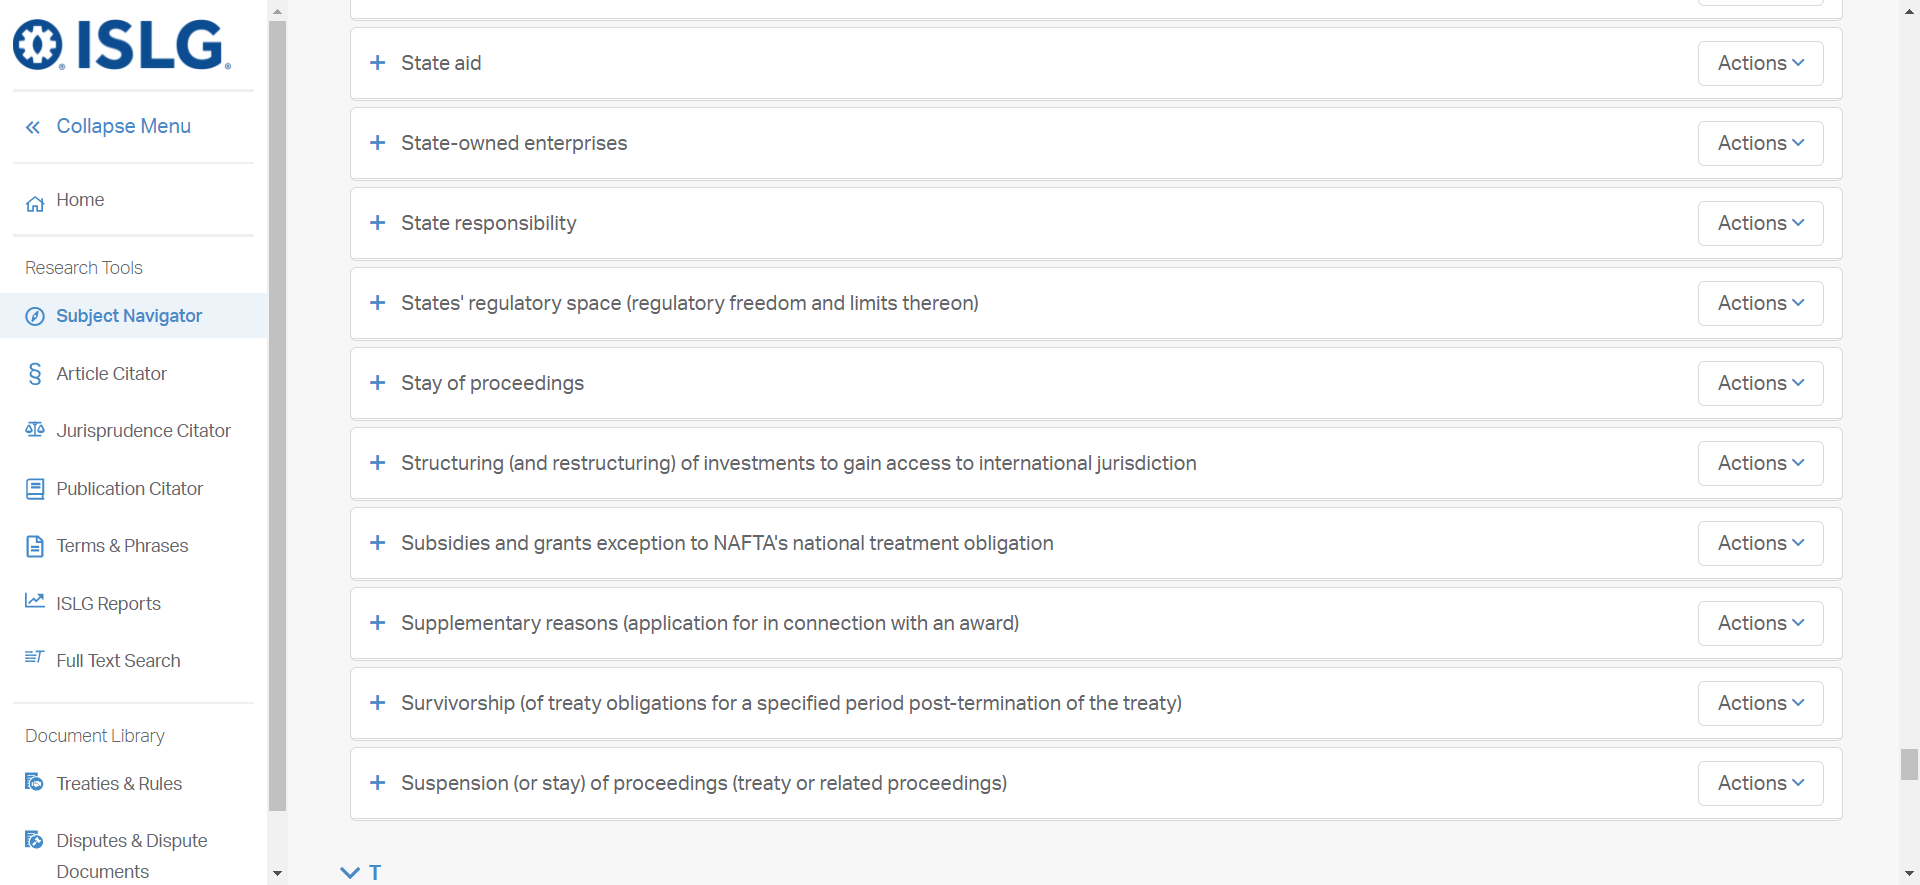 ISLG
Collapse Menu
Home
Research Tools
Subject Navigator
Article Citator
Jurisprudence Citator
Publication Citator
Terms & Phrases
ISLG Reports
Full Text Search
Document Library
Treaties & Rules
Disputes & Dispute
Documents
State aid
Actions
State-owned enterprises
Actions
State responsibility
Actions
States' regulatory space (regulatory freedom and limits thereon)
Actions
Stay of proceedings
Actions
Structuring (and restructuring) of investments to gain access to international jurisdiction
Actions
Subsidies and grants exception to NAFTA's national treatment obligation
Actions
Supplementary reasons (application for in connection with an award)
Actions
Survivorship (of treaty obligations for a specified period post-termination of the treaty)
Actions
Suspension (or stay) of proceedings (treaty or related proceedings)
Actions
T